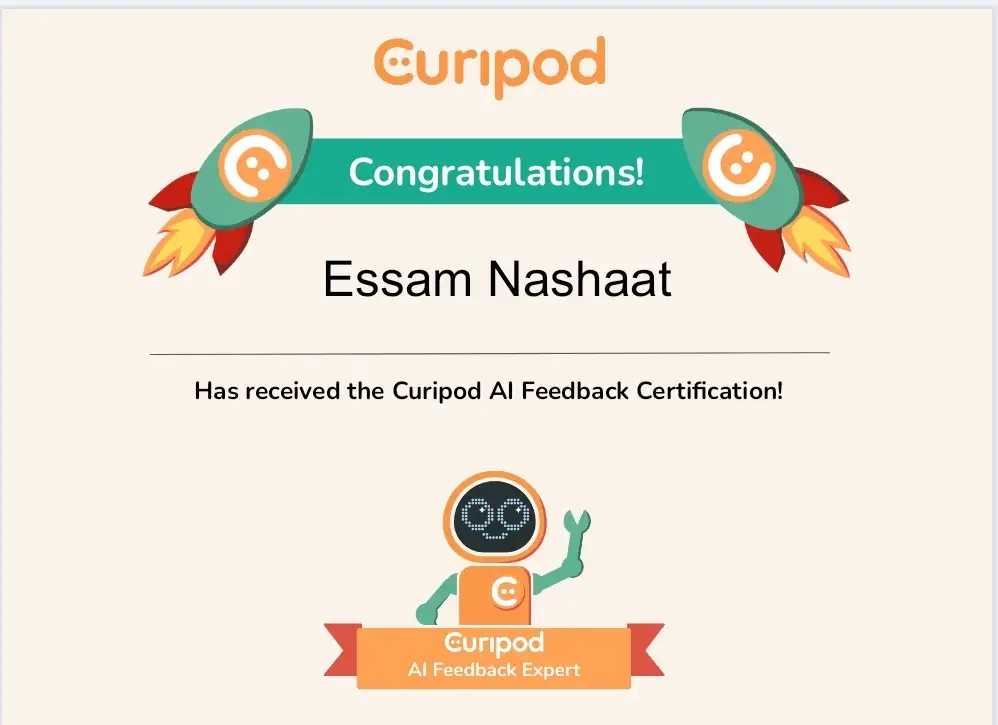 Curipod
Congratulations!
Essam Nashaat
Has received the Curipod AI Feedback Certification!
Curipod
AI Feedback Expert